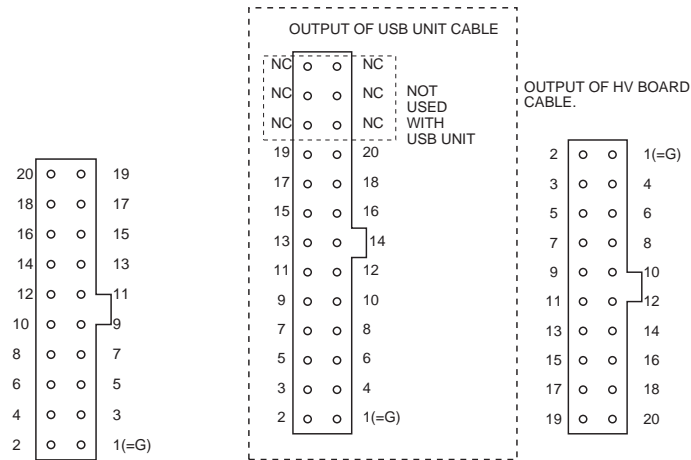 OUTPUT OF USB UNIT CABLE
NC NC
NC NC
NC NC
NOT
USED
WITH
USB UNIT
19 20
17 18
15 16
13 14
11 12
9 10
7 8
5 6
3 4
2 1(=G)
20 19
18 17
16 15
14 13
12 11
10 9
8 7
6 5
4 3
2 1(=G)
OUTPUT OF HV BOARD
CABLE.
2 1(=G)
3 4
5 6
7 8
9 10
11 12
13 14
15 16
17 18
19 20